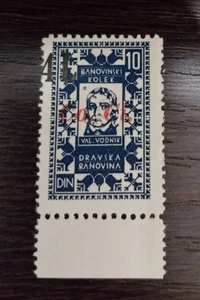 10
BANOVINSKI
KOLEK
VAL. VODNIK
DRAVSKA
BANOVINA
DIN